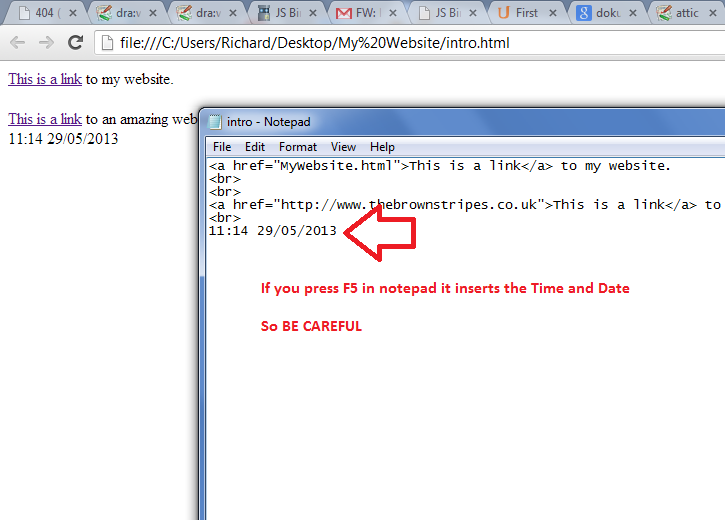 404 (
dra:v
dra:v
JS Bi
FW: I
JS Bi
First
doku
attic
file:///C:/Users/Richard/Desktop/My%20Website/intro.html
This is a link to my website.
This is a link to an amazing web
11:14 29/05/2013
intro - Notepad
File Edit Format View Help
<a href="MyWebsite.html">This is a link</a> to my website.
<br>
<br>
<a href="http://www.thebrownstripes.co.uk">This is a link</a> to
<br>
11:14 29/05/2013
If you press F5 in notepad it inserts the Time and Date
So BE CAREFUL